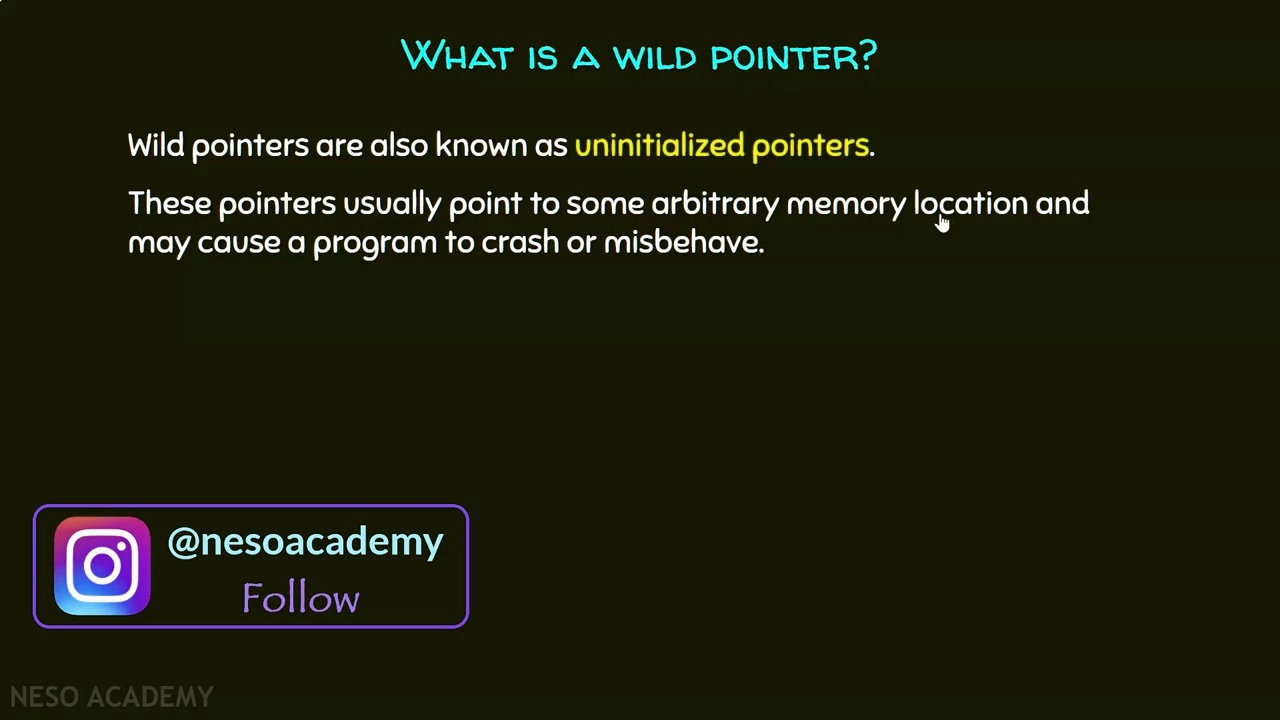 What is a wild pointer?
Wild pointers are also known as uninitialized pointers.
These pointers usually point to some arbitrary memory location and
may cause a program to crash or misbehave.
@nesoacademy
Follow
NESO ACADEMY